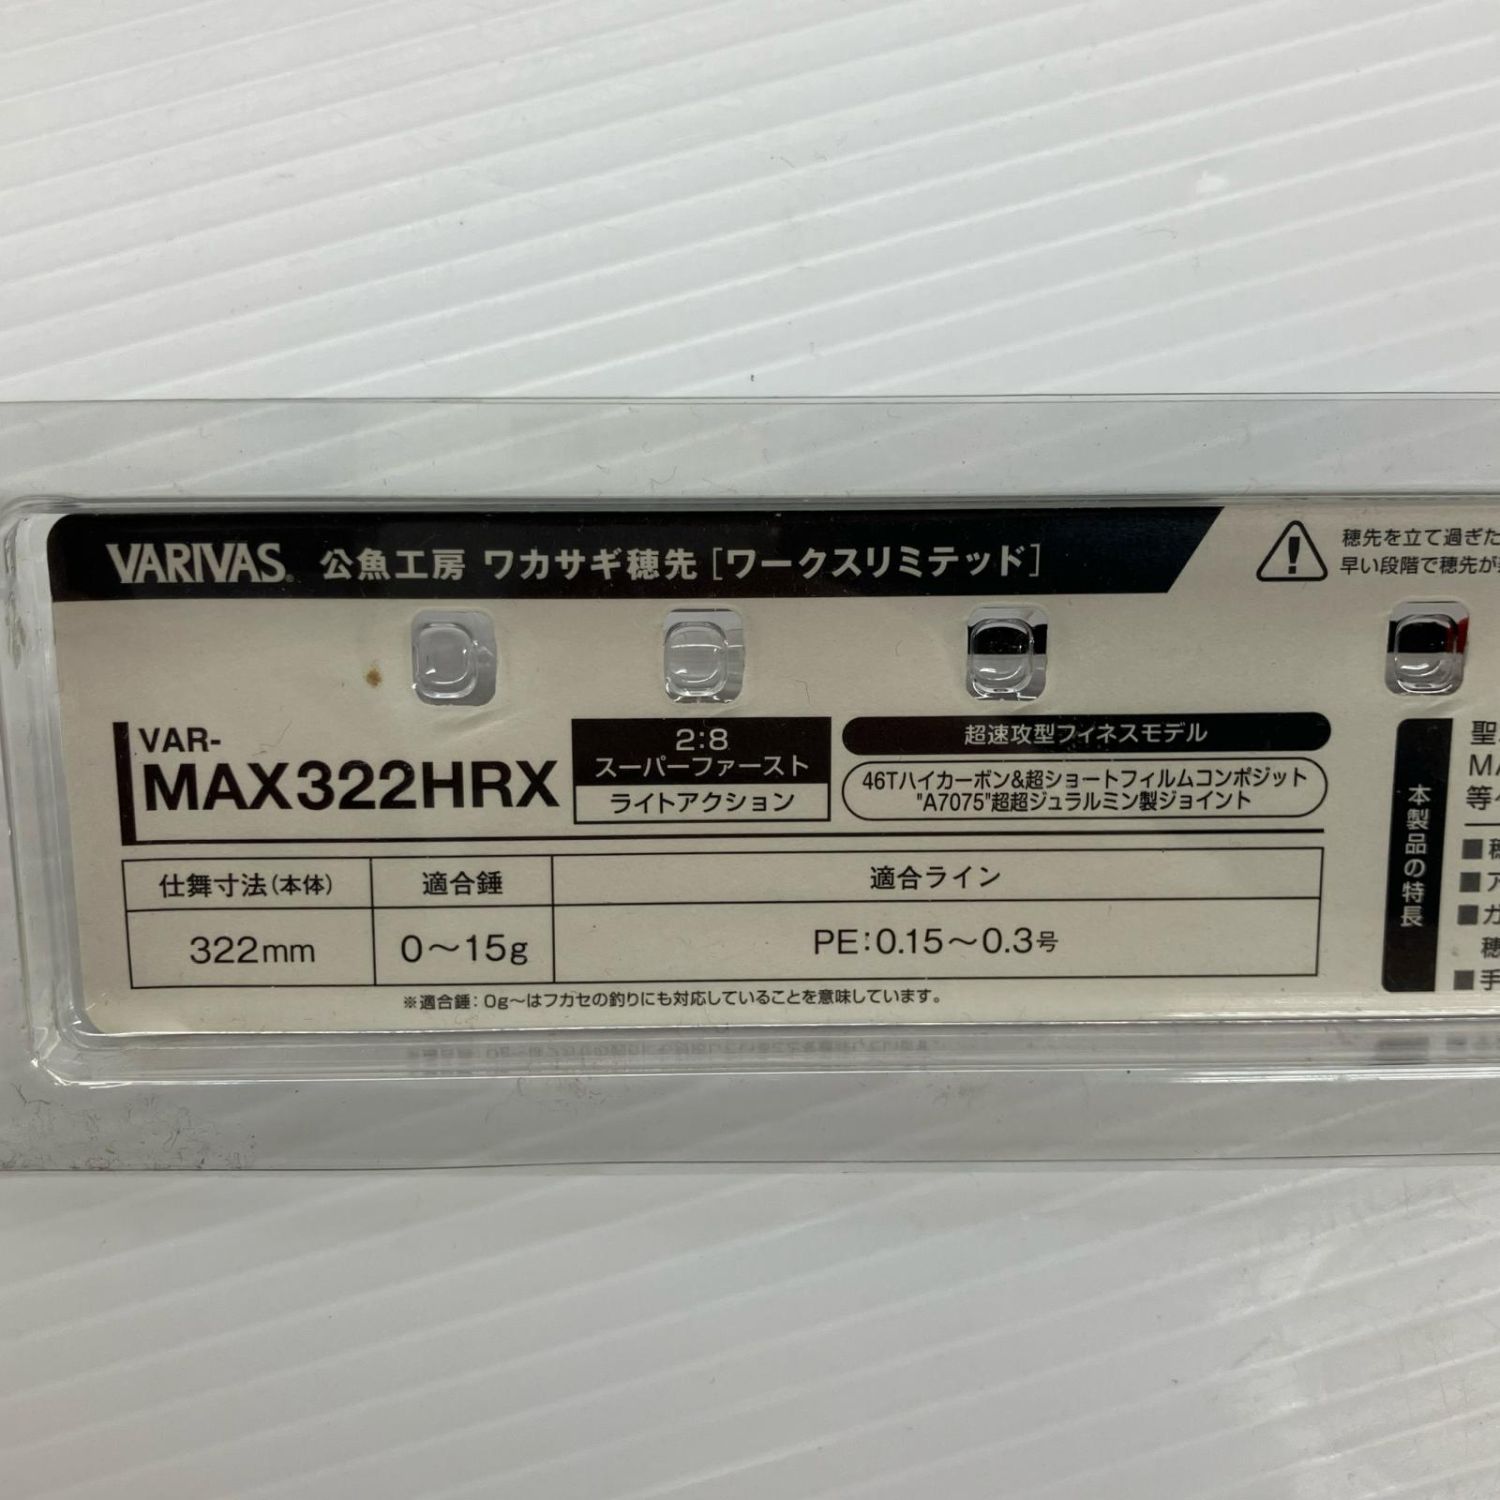 VARIVAS® 公魚工房 ワカサギ穂先 [ワークスリミテッド]
穂先を立て過ぎた
早い段階で穂先が
VAR-
MAX322HRX
2:8
スーパーファースト
ライトアクション
超速攻型フィネスモデル
46Tハイカーボン&超ショートフィルムコンポジット
"A7075"超超ジュラルミン製ジョイント
仕舞寸法(本体) 適合錘 適合ライン
322mm 0〜15g PE:0.15〜0.3号
※適合錘:0g〜はフカセの釣りにも対応していることを意味しています。
本製品の特長
聖
MA
等
■穂
■ア
■ガ
穂
■手